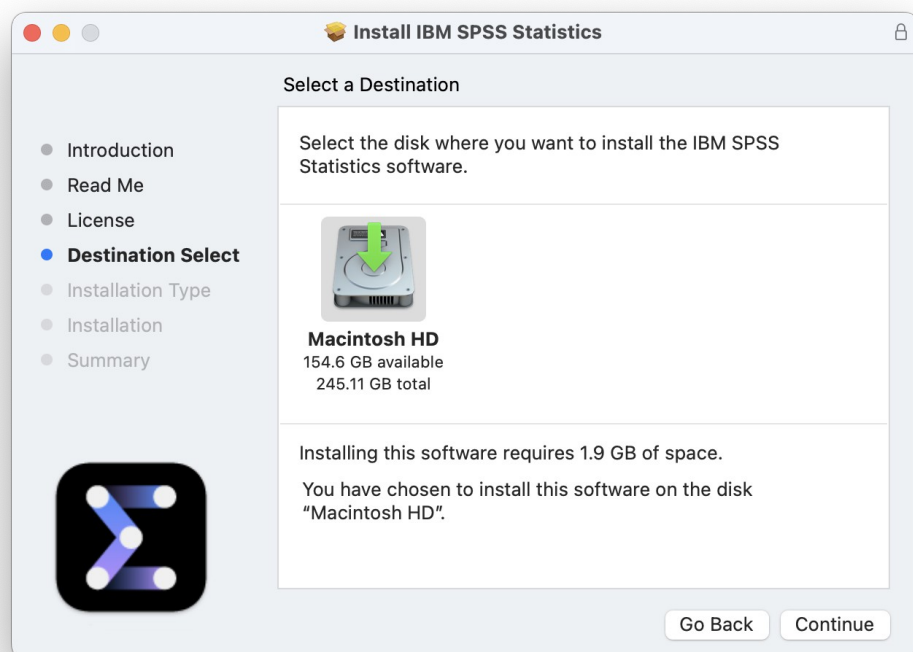 Install IBM SPSS Statistics
Select a Destination
Introduction
Read Me
License
Destination Select
Installation Type
Installation
Summary
Select the disk where you want to install the IBM SPSS
Statistics software.
Macintosh HD
154.6 GB available
245.11 GB total
Installing this software requires 1.9 GB of space.
You have chosen to install this software on the disk
“Macintosh HD”.
Go Back
Continue